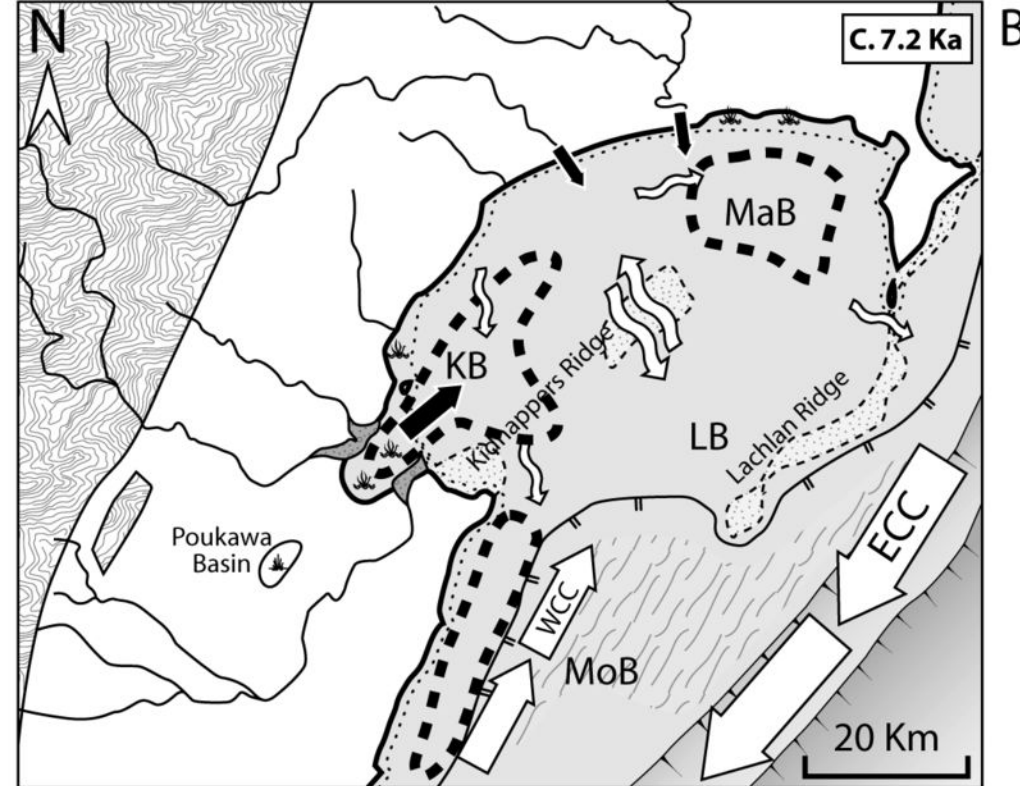 N
C. 7.2 Ka
B
MaB
KB
Kidnappers Ridge
LB
Lachlan Ridge
Poukawa
Basin
ECC
WCC
MoB
20 Km